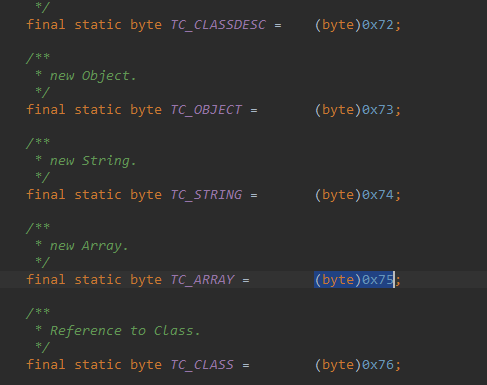 */
final static byte TC_CLASSDESC = (byte)0x72;
/**
* new Object.
*/
final static byte TC_OBJECT = (byte)0x73;
/**
* new String.
*/
final static byte TC_STRING = (byte)0x74;
/**
* new Array.
*/
final static byte TC_ARRAY = (byte)0x75;
/**
* Reference to Class.
*/
final static byte TC_CLASS = (byte)0x76;